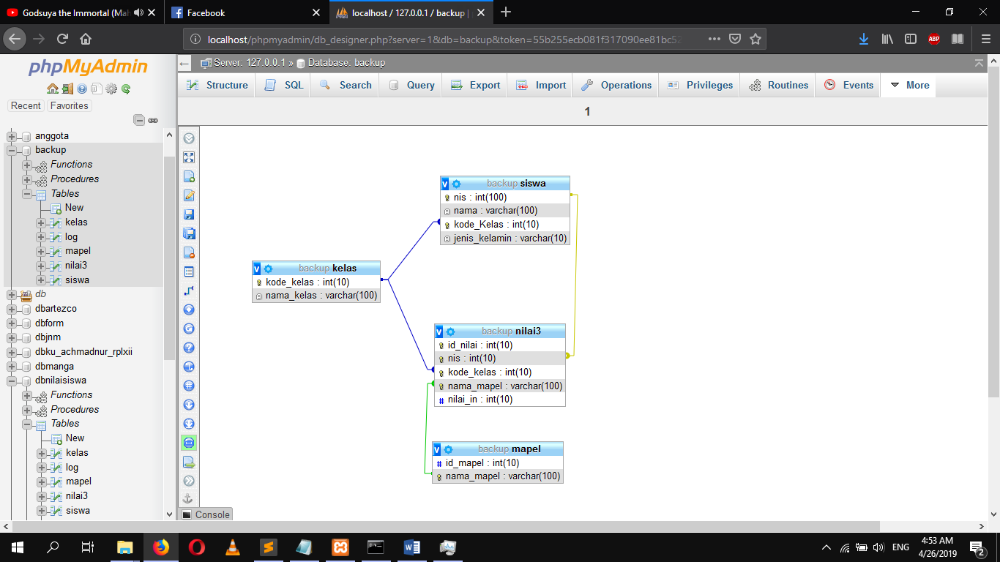 Godsuya the Immortal (Mah
Facebook
localhost / 127.0.0.1 / backup |
localhost/phpmyadmin/db_designer.php?server=1&db=backup&token=55b255ecb081f317090ee81bc52
ABP
phpMyAdmin
Recent
Favorites
anggota
backup
Functions
Procedures
Tables
New
kelas
log
mapel
nilai3
siswa
db
dbartezco
dbform
dbjnm
dbku_achmadnur_rplxii
dbmanga
dbnilaisiswa
Functions
Procedures
Tables
New
kelas
log
mapel
nilai3
siswa
Server: 127.0.0.1 » Database: backup
Structure SQL Search Query Export Import Operations Privileges Routines Events More
1
v backup siswa
nis : int(100)
nama : varchar(100)
kode_Kelas : int(10)
jenis_kelamin : varchar(10)
v backup kelas
kode_kelas : int(10)
nama_kelas : varchar(100)
v backup nilai3
id_nilai : int(10)
nis : int(10)
kode_kelas : int(10)
nama_mapel : varchar(100)
# nilai_in : int(10)
v backup mapel
# id_mapel : int(10)
nama_mapel : varchar(100)
Console
ENG
4:53 AM
4/26/2019
2